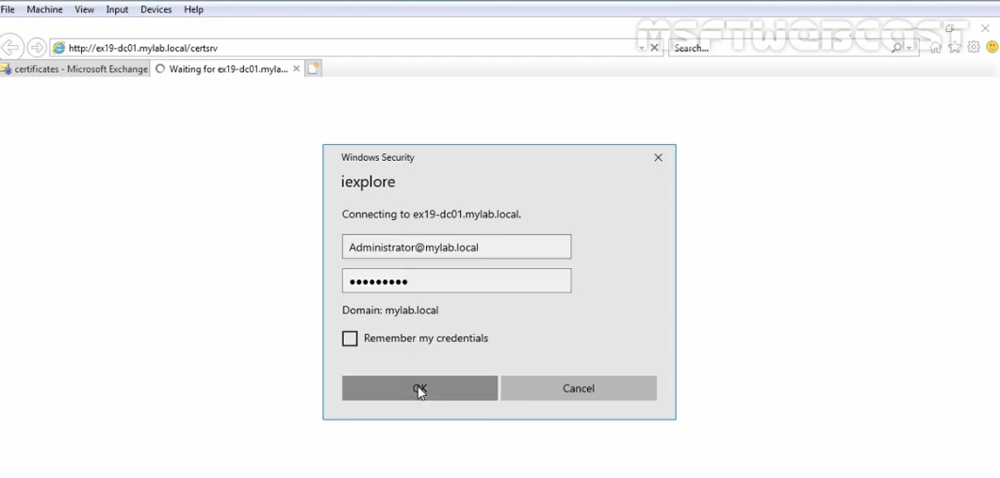 File Machine View Input Devices Help
MSFTWEBCAST
http://ex19-dc01.mylab.local/certsrv
Search...
certificates - Microsoft Exchange
Waiting for ex19-dc01.myla...
Windows Security
iexplore
Connecting to ex19-dc01.mylab.local.
Administrator@mylab.local
•••••••••
Domain: mylab.local
Remember my credentials
OK
Cancel